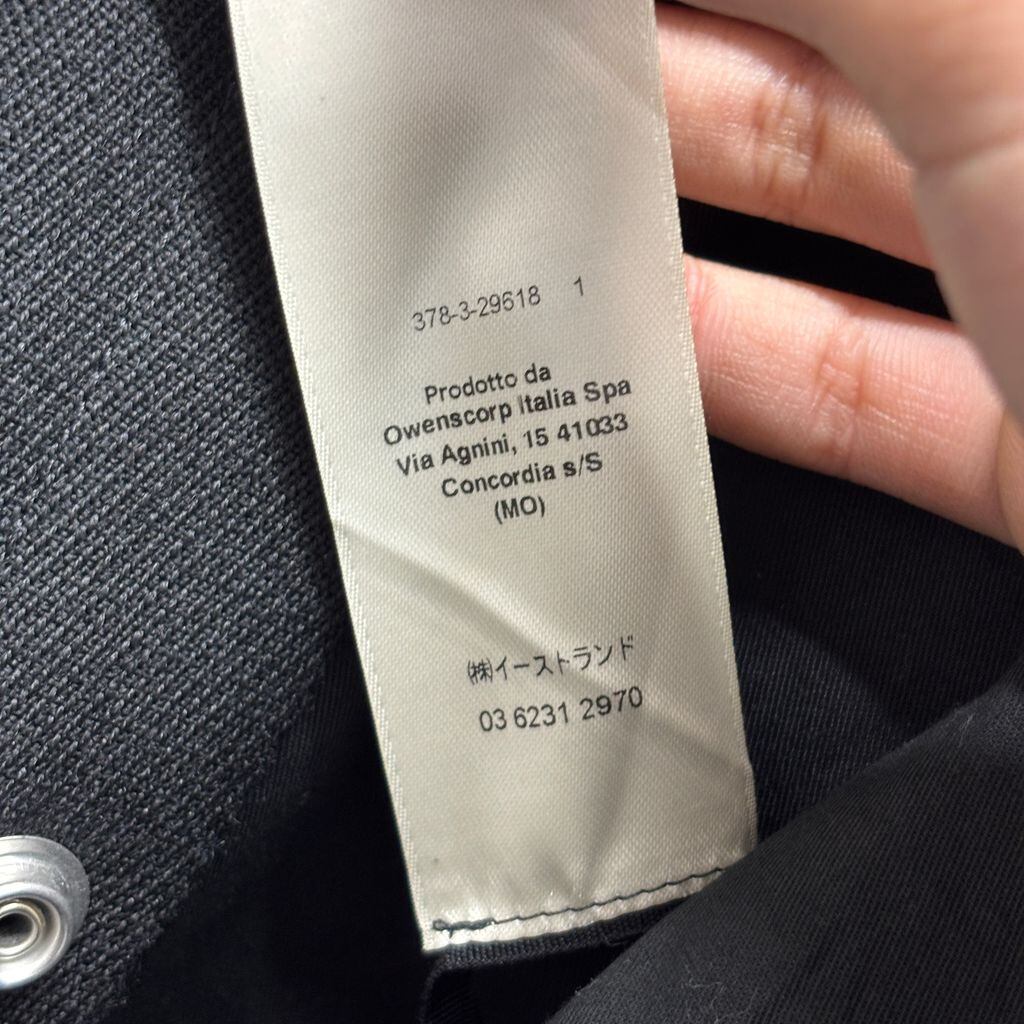 378-3-29618 1
Prodotto da
Owenscorp Italia Spa
Via Agnini, 15 41033
Concordia s/S
(MO)
㈱イーストランド
03 6231 2970